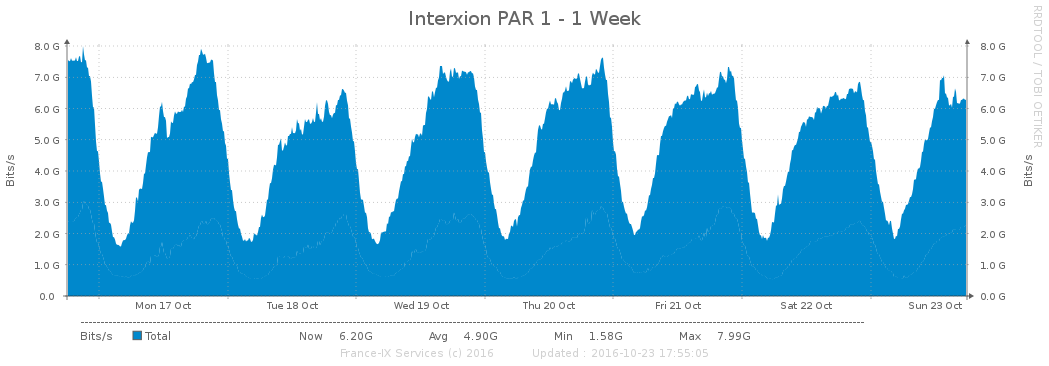 Interxion PAR 1 - 1 Week
RRDTOOL / TOBI OETIKER
8.0 G 8.0 G
7.0 G 7.0 G
6.0 G 6.0 G
5.0 G 5.0 G
4.0 G 4.0 G
3.0 G 3.0 G
2.0 G 2.0 G
1.0 G 1.0 G
0.0 0.0 G
Bits/s
Bits/s
Mon 17 Oct Tue 18 Oct Wed 19 Oct Thu 20 Oct Fri 21 Oct Sat 22 Oct Sun 23 Oct
Bits/s Total Now 6.20G Avg 4.90G Min 1.58G Max 7.99G
France-IX Services (c) 2016 Updated : 2016-10-23 17:55:05